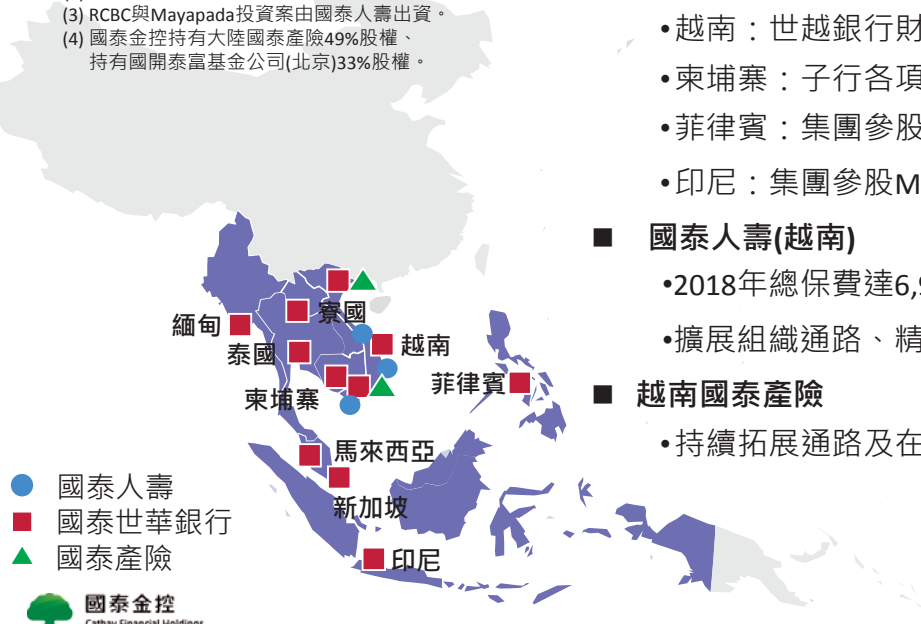 (3) RCBC與Mayapada投資案由國泰人壽出資。
(4) 國泰金控持有大陸國泰產險49%股權、
持有國開泰富基金公司(北京)33%股權。
•越南：世越銀行財
•柬埔寨：子行各項
•菲律賓：集團參股
•印尼：集團參股M
■ 國泰人壽(越南)
•2018年總保費達6,9
•擴展組織通路、精
■ 越南國泰產險
•持續拓展通路及在
緬甸
寮國
泰國
越南
柬埔寨
菲律賓
馬來西亞
新加坡
印尼
國泰人壽
國泰世華銀行
國泰產險
國泰金控
Cathay Financial Holdings